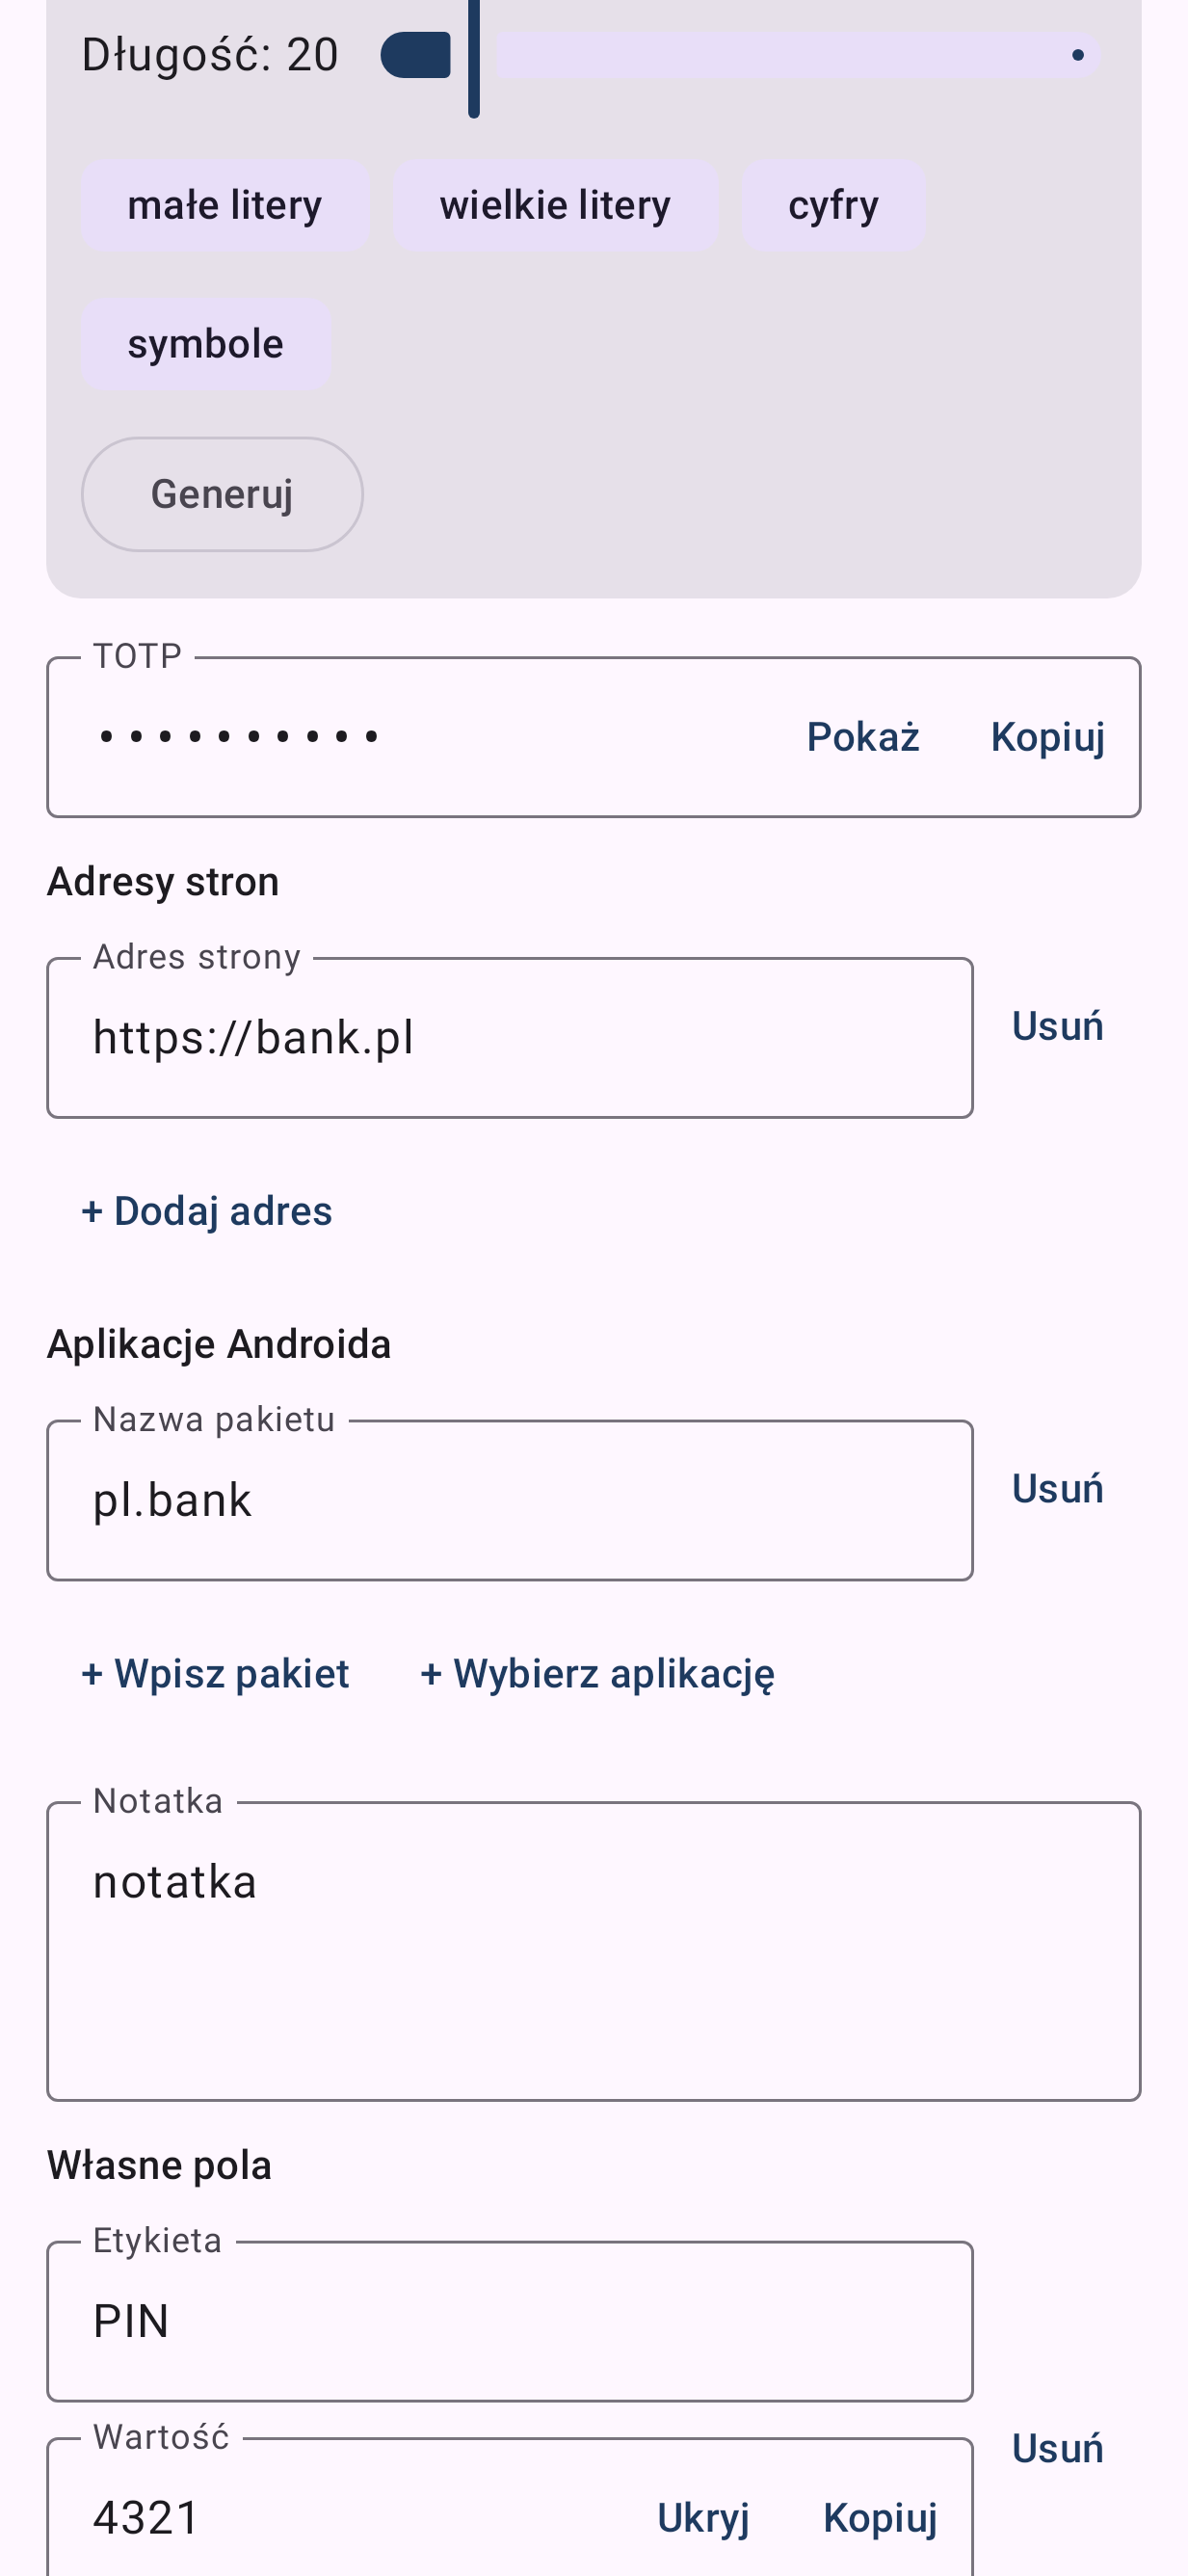 Długość: 20
małe litery wielkie litery cyfry
symbole
Generuj
TOTP
•••••••••• Pokaż Kopiuj
Adresy stron
Adres strony
https://bank.pl Usuń
+ Dodaj adres
Aplikacje Androida
Nazwa pakietu
pl.bank Usuń
+ Wpisz pakiet + Wybierz aplikację
Notatka
notatka
Własne pola
Etykieta
PIN
Wartość
Usuń
4321 Ukryj Kopiuj